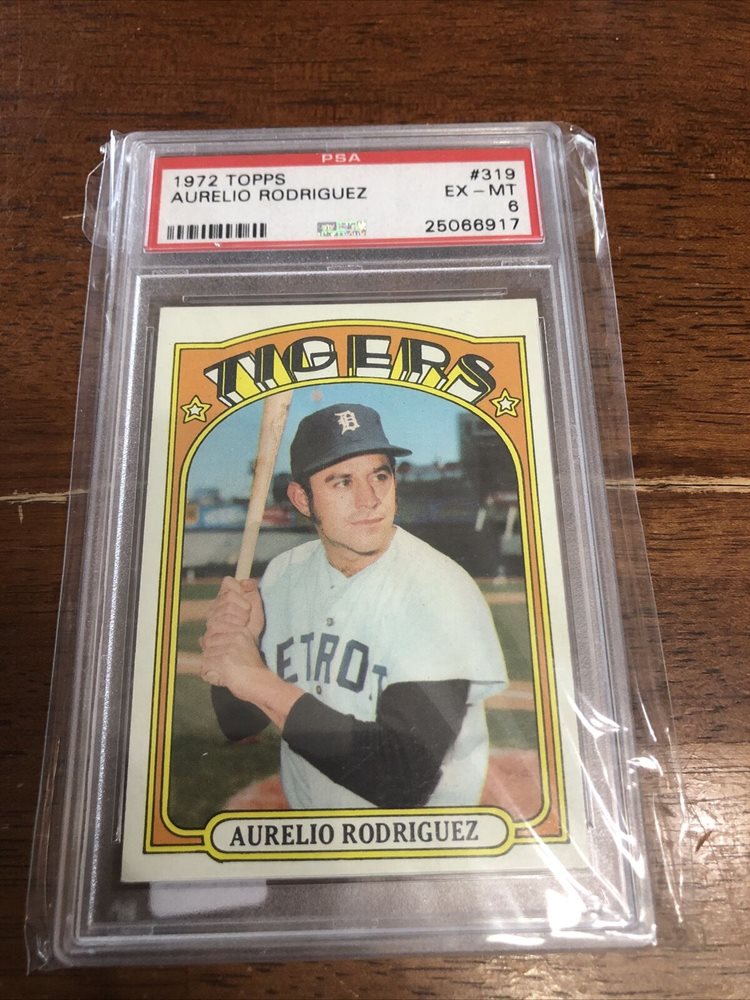 PSA
1972 TOPPS #319
AURELIO RODRIGUEZ EX-MT
6
25066917
TIGERS
D
ETROT
AURELIO RODRIGUEZ